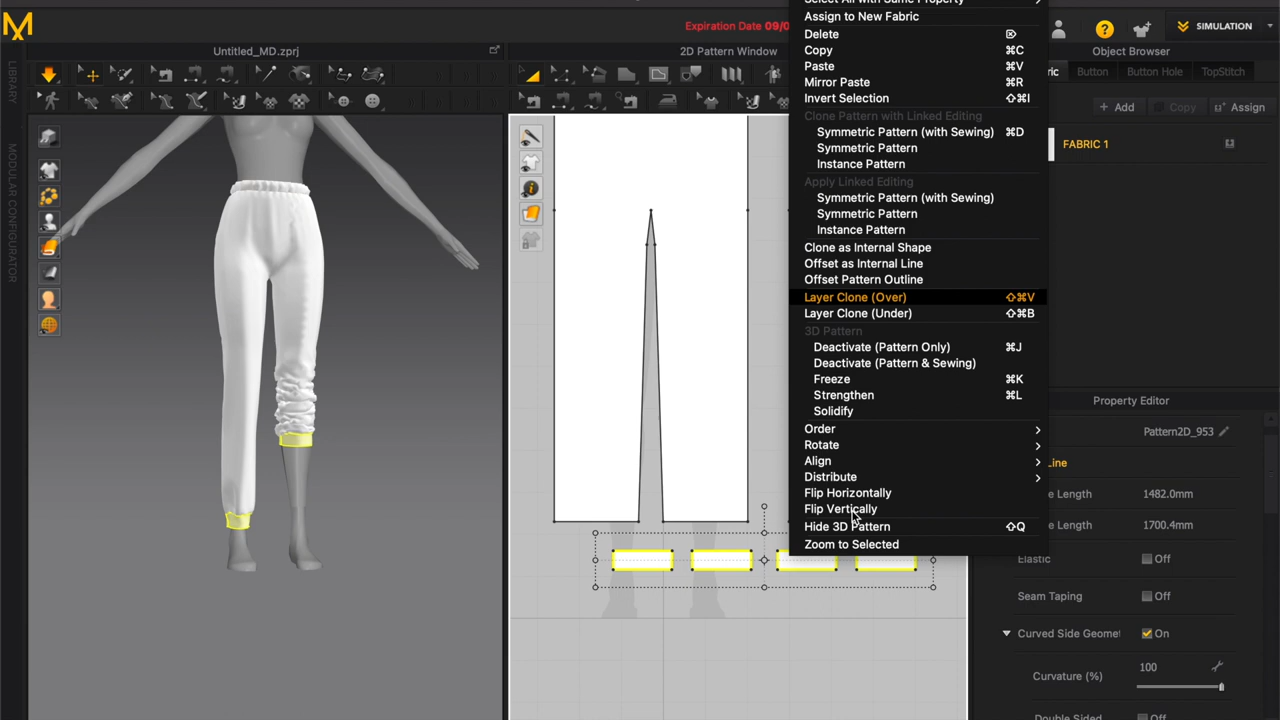 Select All with Same Property
Expiration Date 09/0
Assign to New Fabric
SIMULATION
Untitled_MD.zprj
2D Pattern Window
Object Browser
LIBRARY
MODULAR CONFIGURATOR
Delete
Copy ⌘C
Paste ⌘V
Mirror Paste ⌘R
Invert Selection ⇧⌘I
Clone Pattern with Linked Editing
Symmetric Pattern (with Sewing) ⌘D
Symmetric Pattern
Instance Pattern
Apply Linked Editing
Symmetric Pattern (with Sewing)
Symmetric Pattern
Instance Pattern
Clone as Internal Shape
Offset as Internal Line
Offset Pattern Outline
Layer Clone (Over) ⇧⌘V
Layer Clone (Under) ⇧⌘B
3D Pattern
Deactivate (Pattern Only) ⌘J
Deactivate (Pattern & Sewing)
Freeze ⌘K
Strengthen ⌘L
Solidify
Order
Rotate
Align
Distribute
Flip Horizontally
Flip Vertically
Hide 3D Pattern ⇧Q
Zoom to Selected
ric Button Button Hole TopStitch
+ Add Copy Assign
FABRIC 1
Property Editor
Pattern2D_953
Line
e Length 1482.0mm
e Length 1700.4mm
Elastic Off
Seam Taping Off
Curved Side Geomet On
Curvature (%) 100
Double Sided Off